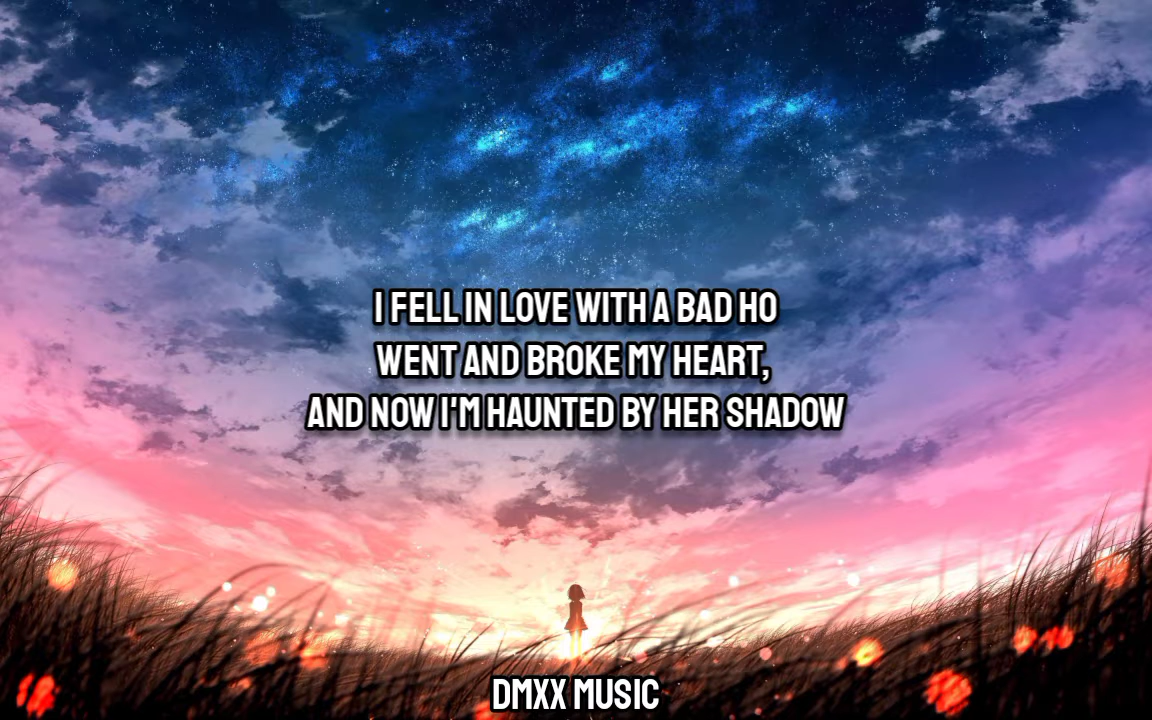 I FELL IN LOVE WITH A BAD HO
WENT AND BROKE MY HEART,
AND NOW I'M HAUNTED BY HER SHADOW
DMXX MUSIC